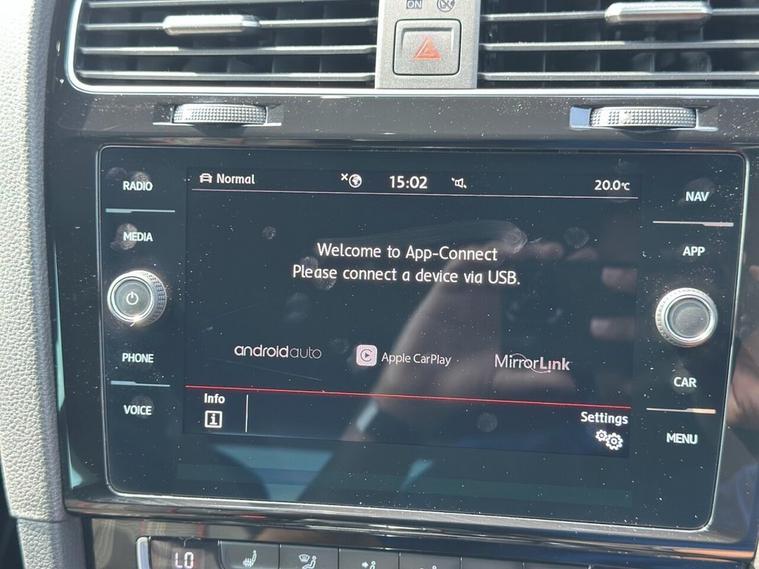 ON
RADIO
MEDIA
PHONE
VOICE
Normal
15:02
20.0°C
Welcome to App-Connect
Please connect a device via USB.
androidauto
Apple CarPlay
MirrorLink
Info
Settings
NAV
APP
CAR
MENU
LO